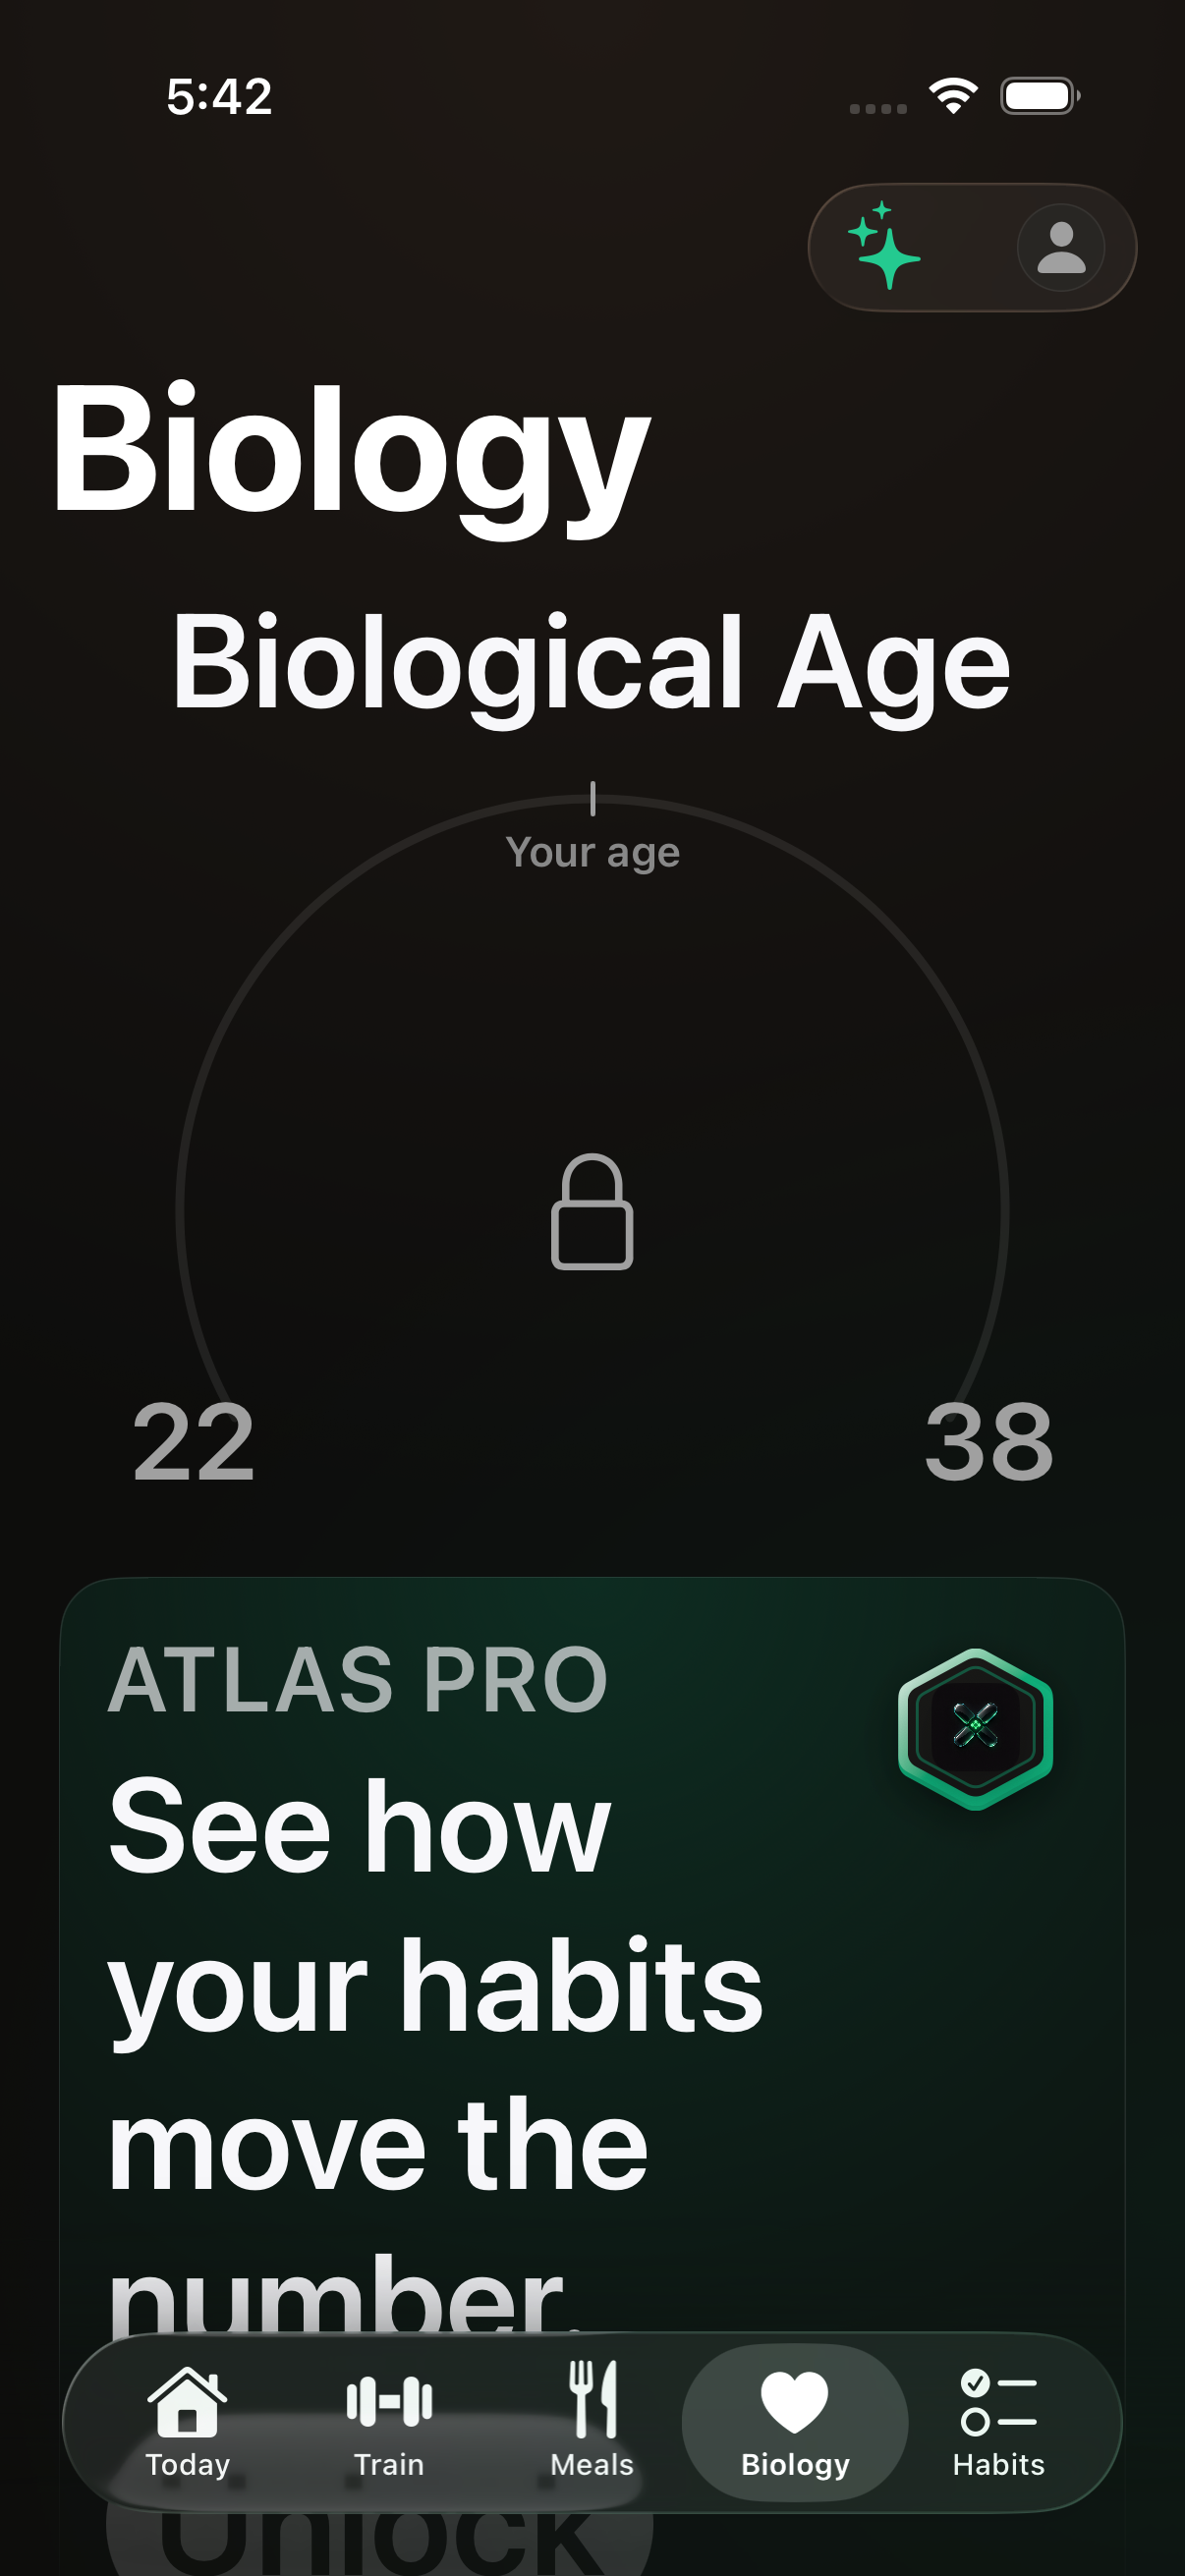 5:42
Biology
Biological Age
Your age
22
38
ATLAS PRO
See how
your habits
move the
number.
Today
Train
Meals
Biology
Habits
Unlock